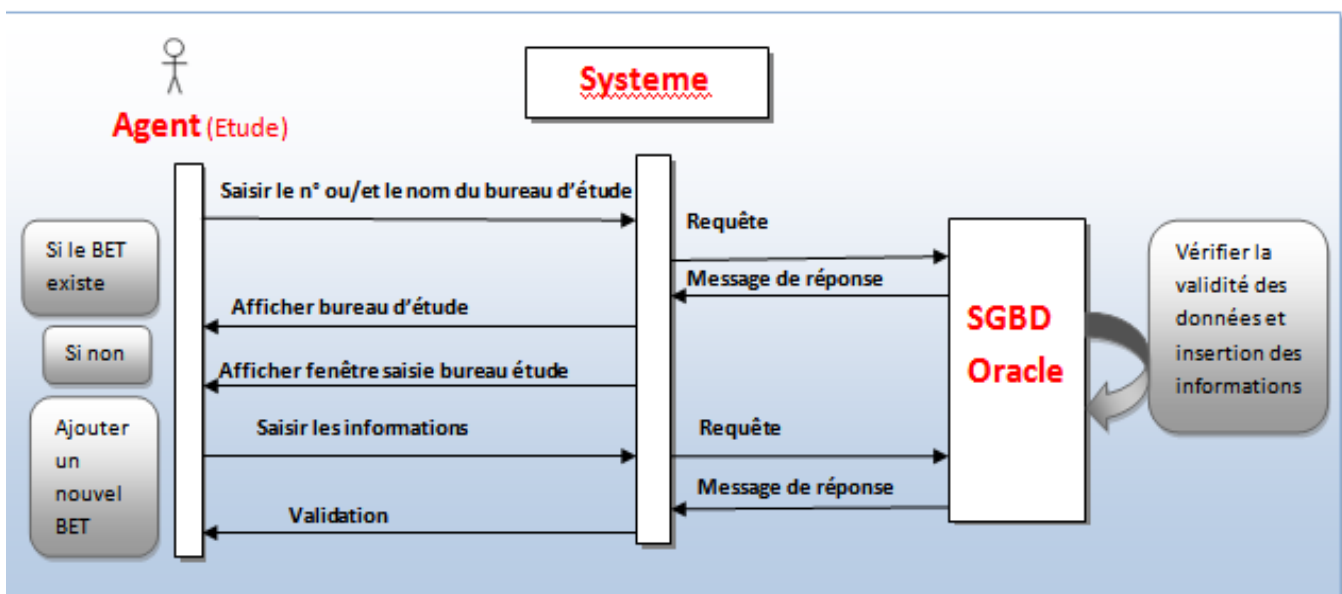 Systeme
Agent (Etude)
Saisir le n° ou/et le nom du bureau d'étude
Requête
Si le BET
existe
Message de réponse
Afficher bureau d'étude
Si non
Afficher fenêtre saisie bureau étude
SGBD
Oracle
Vérifier la
validité des
données et
insertion des
informations
Ajouter
un
nouvel
BET
Saisir les informations
Requête
Message de réponse
Validation